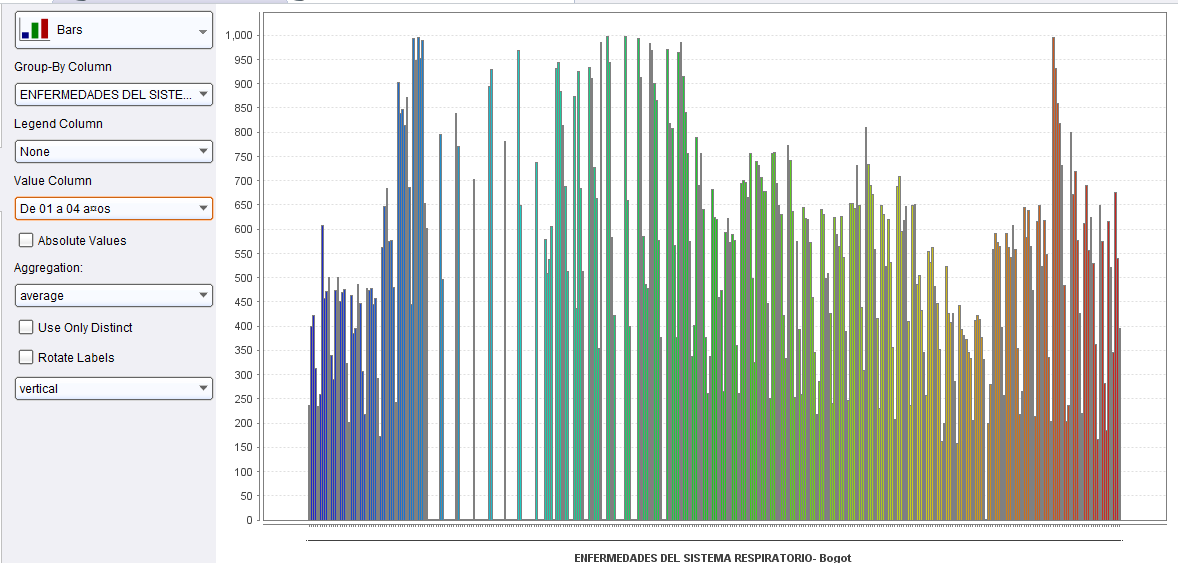 Bars
Group-By Column
ENFERMEDADES DEL SISTE...
Legend Column
None
Value Column
De 01 a 04 a¤os
Absolute Values
Aggregation:
average
Use Only Distinct
Rotate Labels
vertical
1,000
950
900
850
800
750
700
650
600
550
500
450
400
350
300
250
200
150
100
50
0
ENFERMEDADES DEL SISTEMA RESPIRATORIO- Bogot